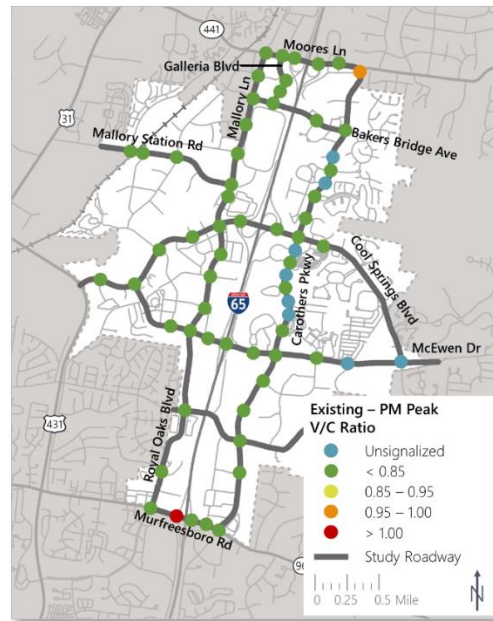 441
Moores Ln
Galleria Blvd
Mallory Ln
31
Mallory Station Rd
Bakers Bridge Ave
Cool Springs Blvd
INTERSTATE
65
Carothers Pkwy
McEwen Dr
431
Royal Oaks Blvd
Murfreesboro Rd
Existing – PM Peak
V/C Ratio
Unsignalized
< 0.85
0.85 – 0.95
0.95 – 1.00
> 1.00
Study Roadway
0 0.25 0.5 Mile
N